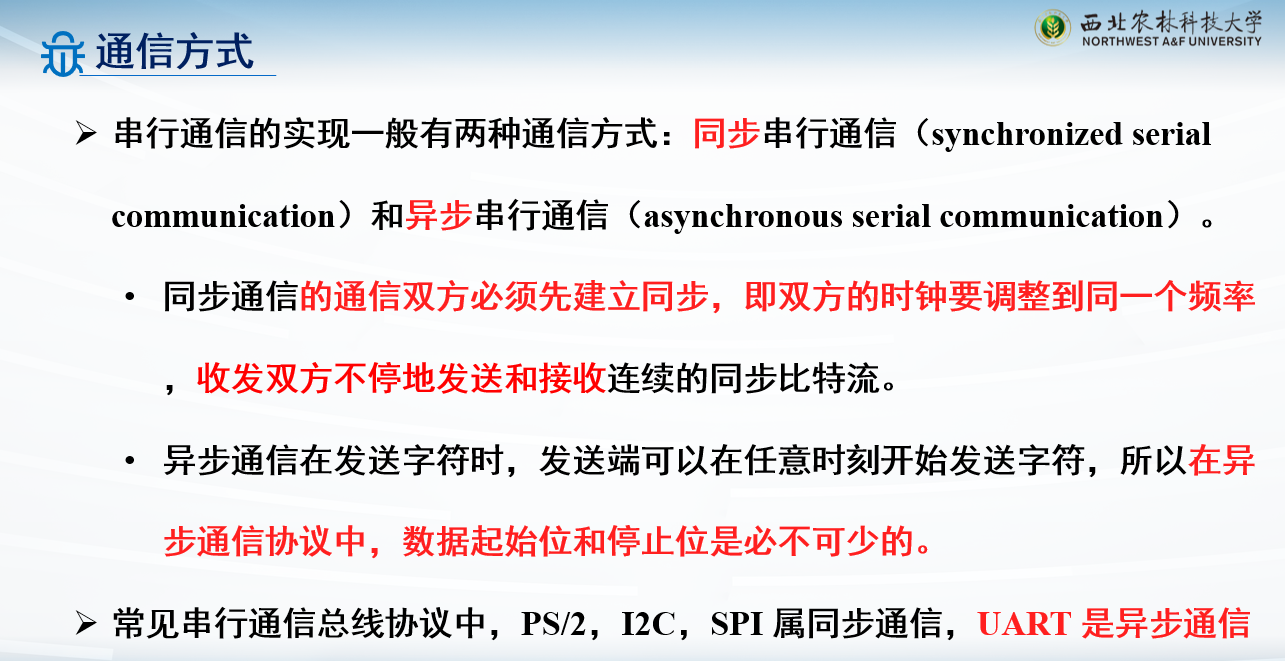 通信方式
西北农林科技大学
NORTHWEST A&F UNIVERSITY
串行通信的实现一般有两种通信方式：同步串行通信（synchronized serial
communication）和异步串行通信（asynchronous serial communication）。
同步通信的通信双方必须先建立同步，即双方的时钟要调整到同一个频率
，收发双方不停地发送和接收连续的同步比特流。
异步通信在发送字符时，发送端可以在任意时刻开始发送字符，所以在异
步通信协议中，数据起始位和停止位是必不可少的。
常见串行通信总线协议中，PS/2，I2C，SPI 属同步通信，UART 是异步通信